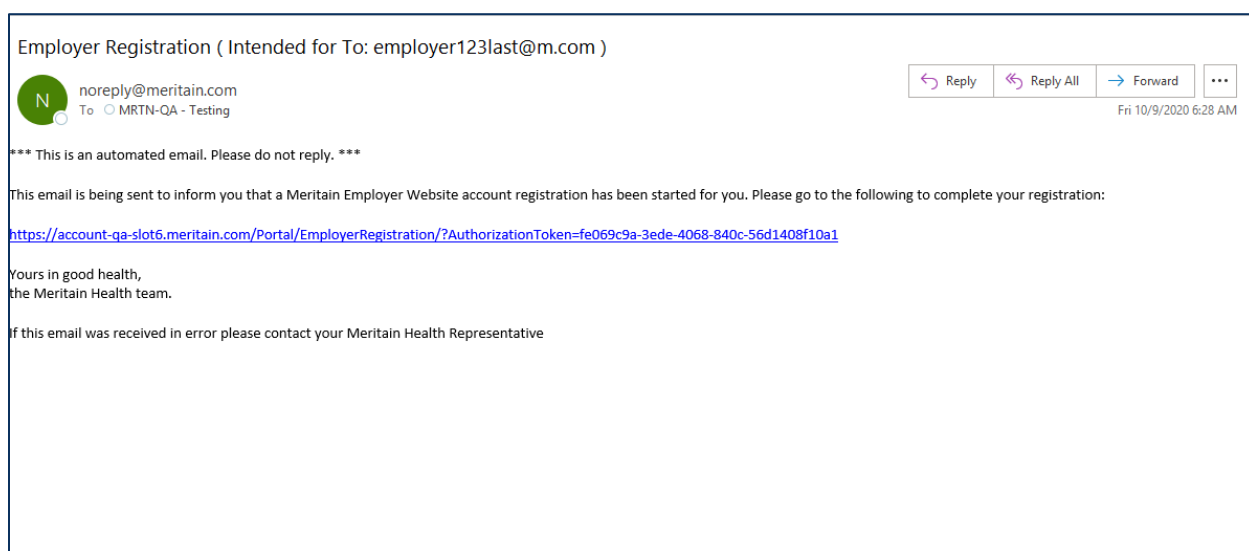 Employer Registration ( Intended for To: employer123last@m.com )
N
noreply@meritain.com
To MRTN-QA - Testing
Reply
Reply All
Forward
...
Fri 10/9/2020 6:28 AM
*** This is an automated email. Please do not reply. ***
This email is being sent to inform you that a Meritain Employer Website account registration has been started for you. Please go to the following to complete your registration:
https://account-qa-slot6.meritain.com/Portal/EmployerRegistration/?AuthorizationToken=fe069c9a-3ede-4068-840c-56d1408f10a1
Yours in good health,
the Meritain Health team.
If this email was received in error please contact your Meritain Health Representative